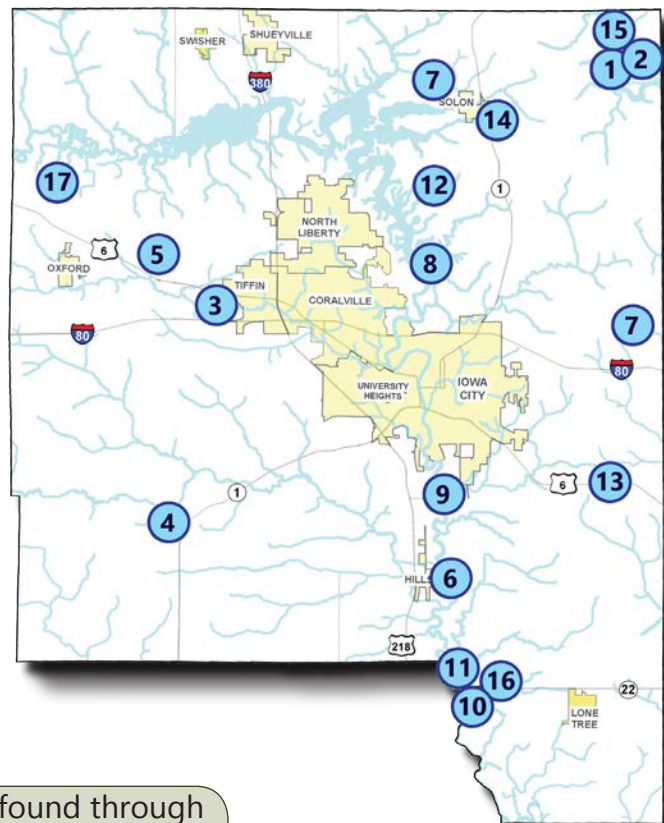 15
SWISHER
SHUEYVILLE
2
1
7
380
SOLON
14
17
12
1
NORTH
LIBERTY
6
5
8
OXFORD
TIFFIN
3
CORALVILLE
7
80
80
UNIVERSITY
HEIGHTS
IOWA
CITY
1
9
6
13
4
HILLS
6
218
11
16
22
10
LONE
TREE
found through